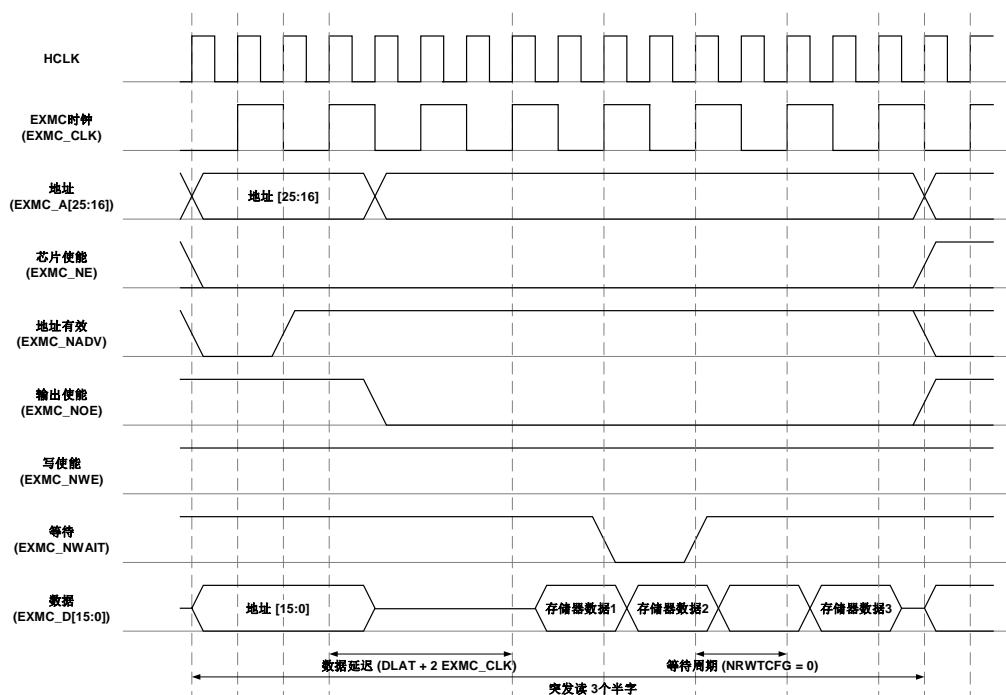 HCLK
EXMC时钟
(EXMC_CLK)
地址
(EXMC_A[25:16])
地址 [25:16]
芯片使能
(EXMC_NE)
地址有效
(EXMC_NADV)
输出使能
(EXMC_NOE)
写使能
(EXMC_NWE)
等待
(EXMC_NWAIT)
数据
(EXMC_D[15:0])
地址 [15:0]
存储器数据1
存储器数据2
存储器数据3
数据延迟 (DLAT + 2 EXMC_CLK)
等待周期 (NRWTCFG = 0)
突发读 3个半字